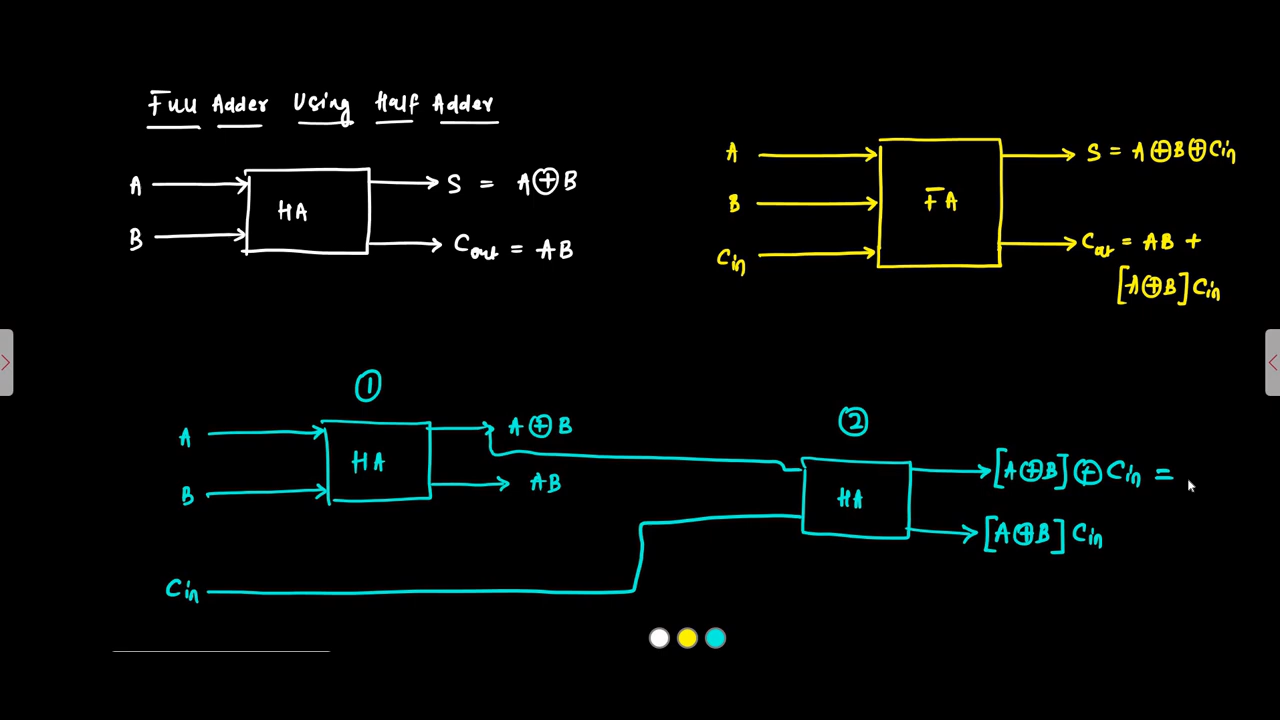 Full Adder Using Half Adder
A
B
HA
S = A⊕B
Cout = AB
A
B
Cin
FA
S = A⊕B⊕Cin
Cout = AB +
[A⊕B]Cin
①
A
B
HA
A⊕B
AB
Cin
②
HA
[A⊕B]⊕Cin =
[A⊕B]Cin